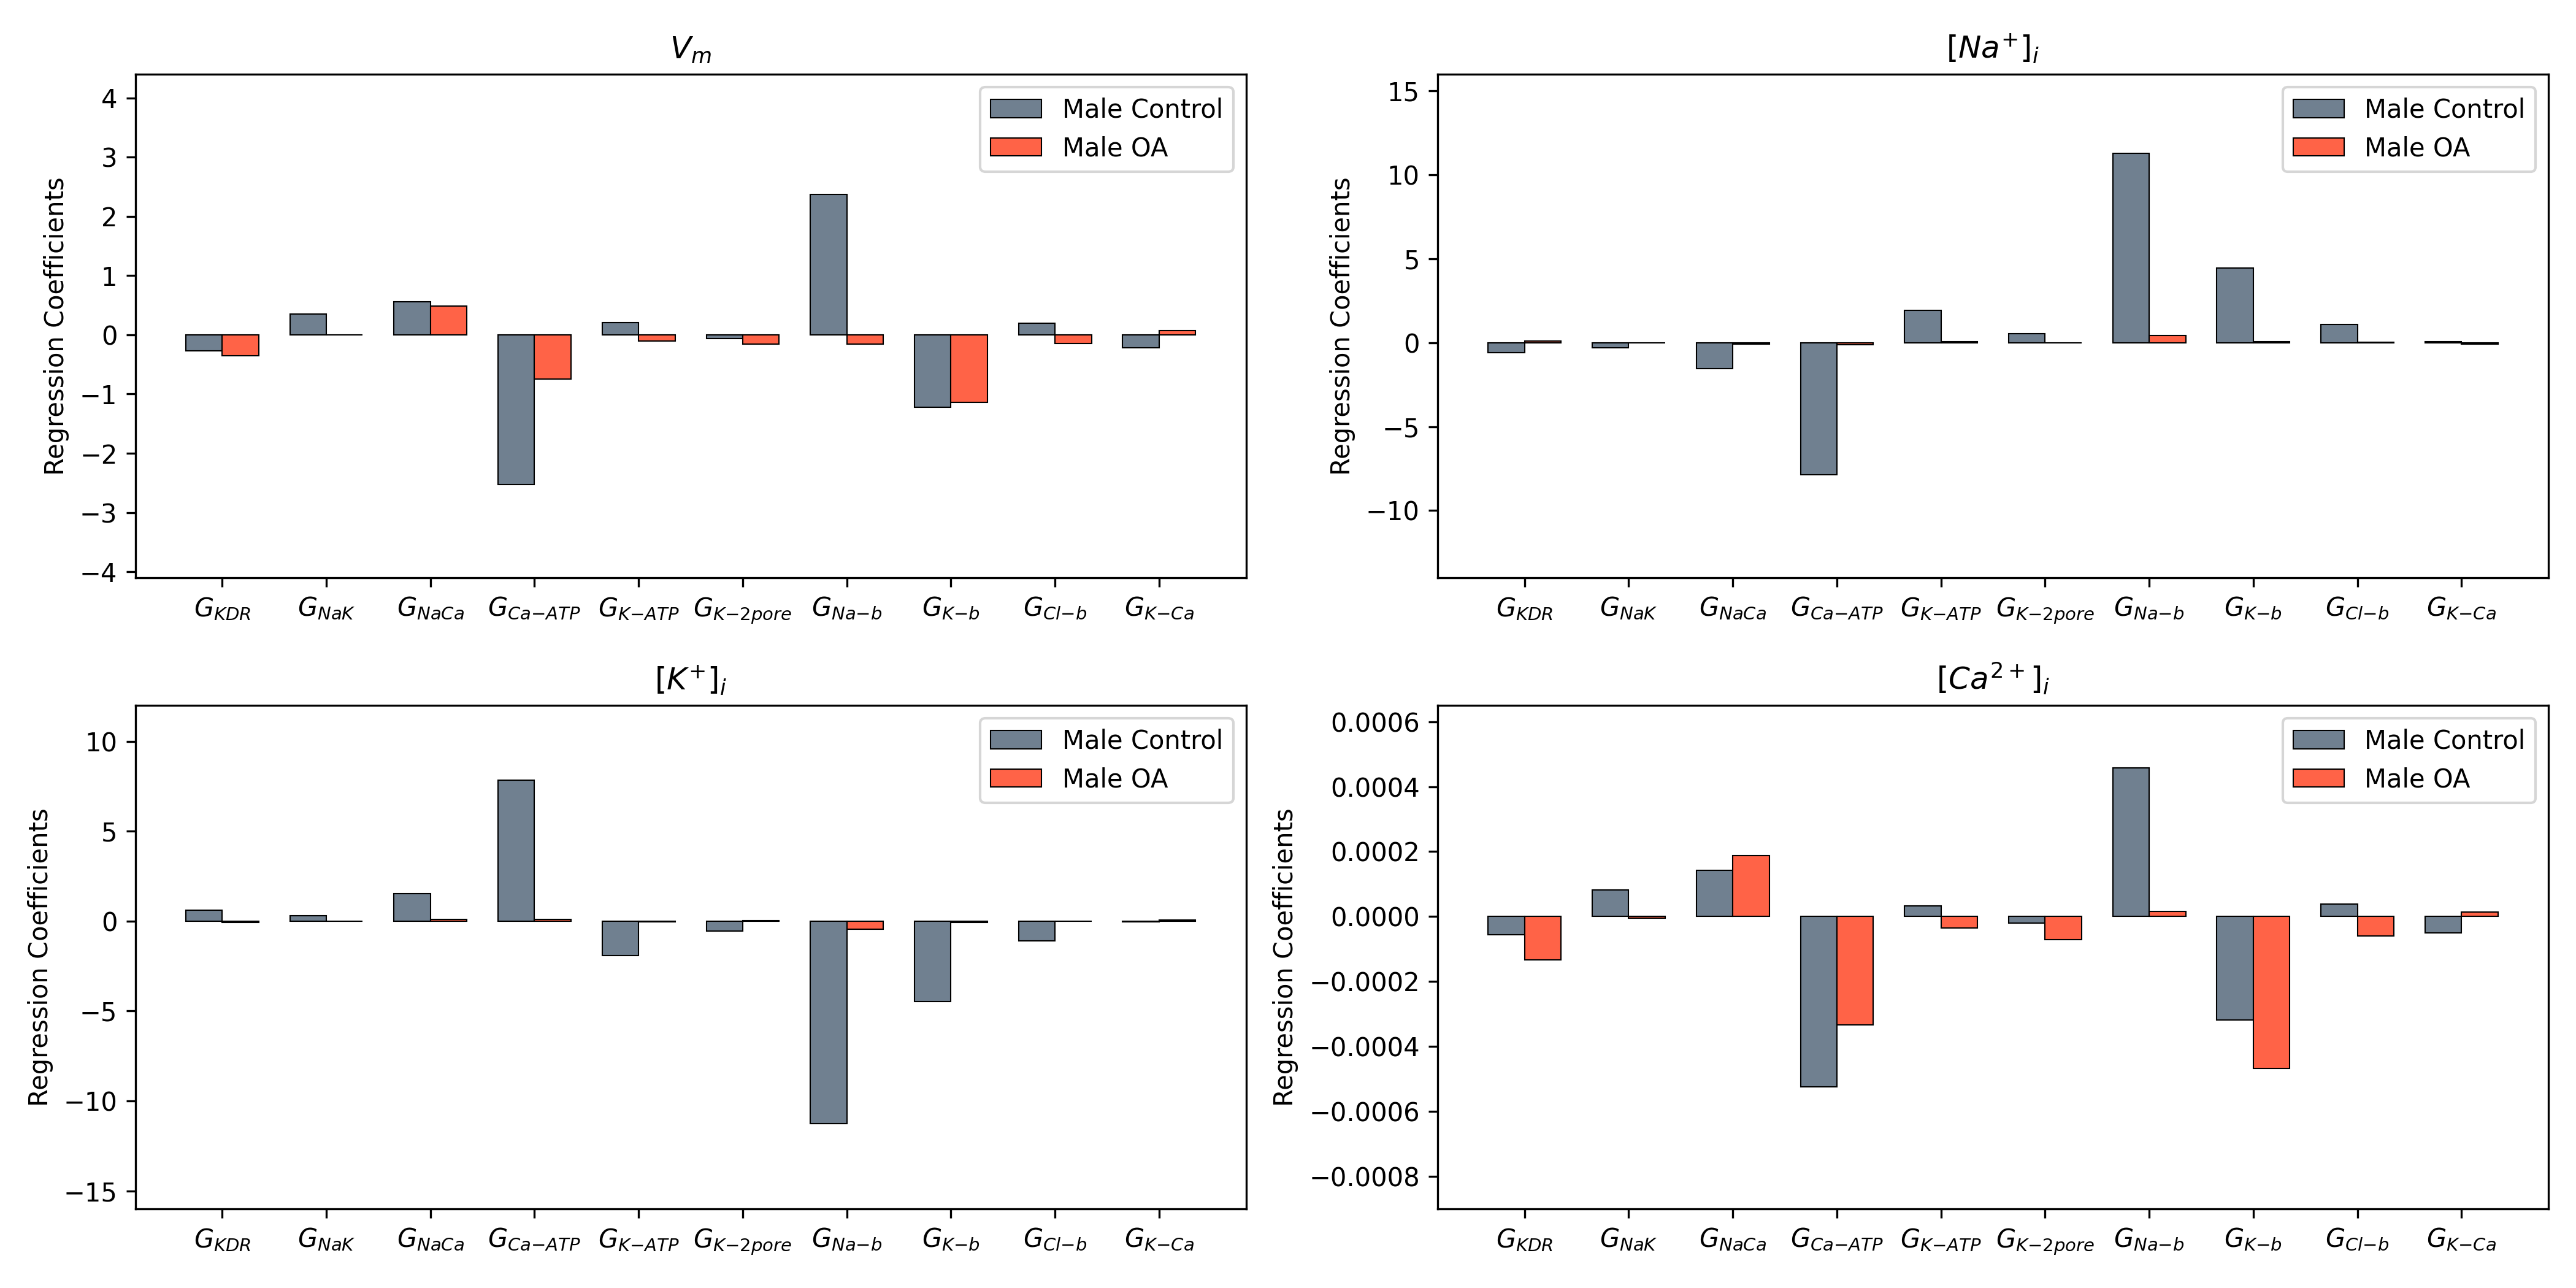 V_m
Regression Coefficients
4
3
2
1
0
−1
−2
−3
−4
Male Control
Male OA
G_KDR G_NaK G_NaCa G_Ca−ATP G_K−ATP G_K−2pore G_Na−b G_K−b G_Cl−b G_K−Ca
[Na⁺]_i
Regression Coefficients
15
10
5
0
−5
−10
Male Control
Male OA
G_KDR G_NaK G_NaCa G_Ca−ATP G_K−ATP G_K−2pore G_Na−b G_K−b G_Cl−b G_K−Ca
[K⁺]_i
Regression Coefficients
10
5
0
−5
−10
−15
Male Control
Male OA
G_KDR G_NaK G_NaCa G_Ca−ATP G_K−ATP G_K−2pore G_Na−b G_K−b G_Cl−b G_K−Ca
[Ca²⁺]_i
Regression Coefficients
0.0006
0.0004
0.0002
0.0000
−0.0002
−0.0004
−0.0006
−0.0008
Male Control
Male OA
G_KDR G_NaK G_NaCa G_Ca−ATP G_K−ATP G_K−2pore G_Na−b G_K−b G_Cl−b G_K−Ca